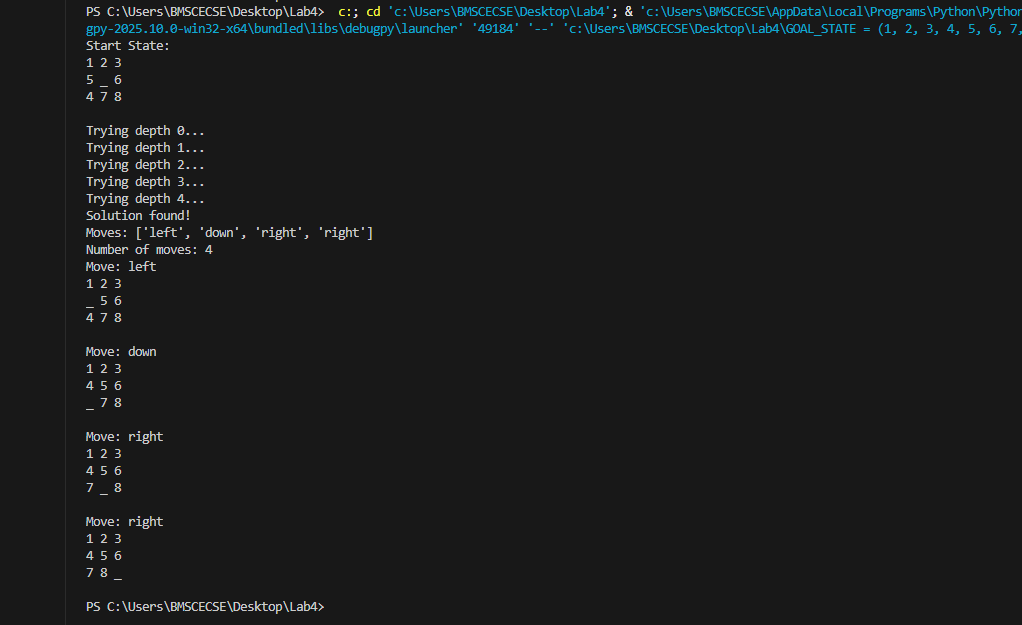 PS C:\Users\BMSCECSE\Desktop\Lab4>  c:; cd 'c:\Users\BMSCECSE\Desktop\Lab4'; & 'c:\Users\BMSCECSE\AppData\Local\Programs\Python\Python
gpy-2025.10.0-win32-x64\bundled\libs\debugpy\launcher' '49184' '--' 'c:\Users\BMSCECSE\Desktop\Lab4\GOAL_STATE = (1, 2, 3, 4, 5, 6, 7,
Start State:
1 2 3
5 _ 6
4 7 8
Trying depth 0...
Trying depth 1...
Trying depth 2...
Trying depth 3...
Trying depth 4...
Solution found!
Moves: ['left', 'down', 'right', 'right']
Number of moves: 4
Move: left
1 2 3
_ 5 6
4 7 8
Move: down
1 2 3
4 5 6
_ 7 8
Move: right
1 2 3
4 5 6
7 _ 8
Move: right
1 2 3
4 5 6
7 8 _
PS C:\Users\BMSCECSE\Desktop\Lab4>